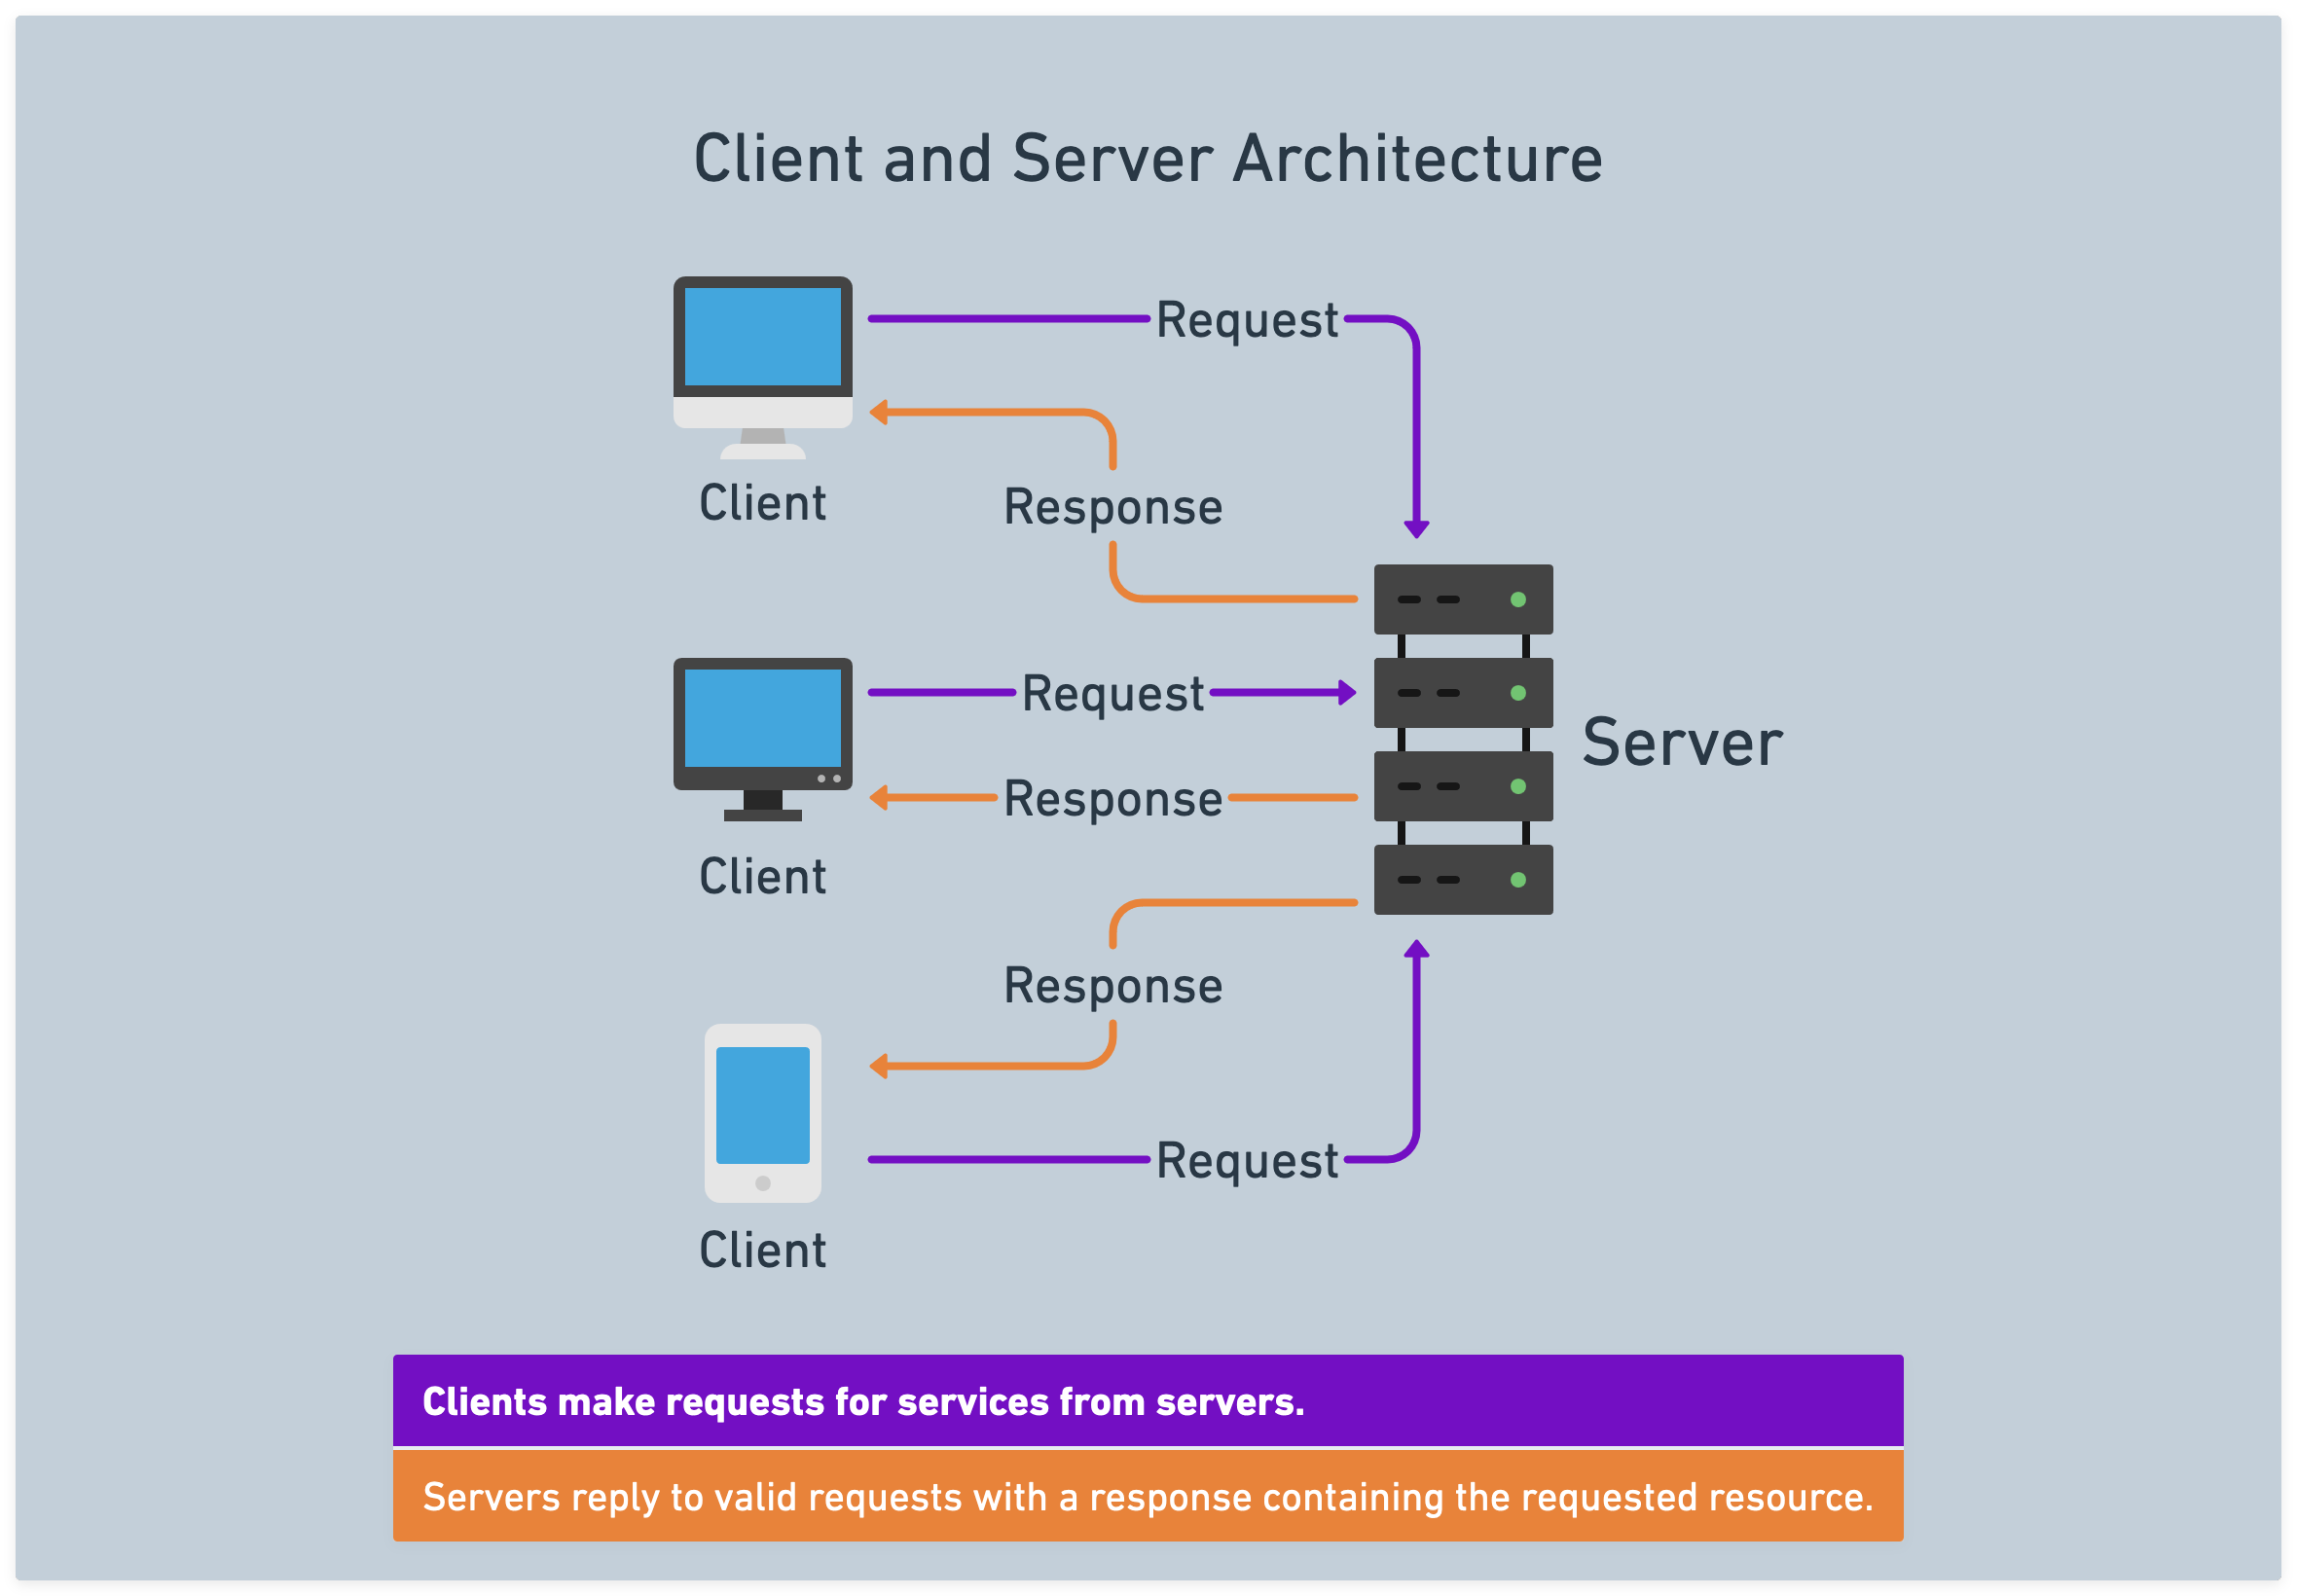 Client and Server Architecture
Request
Client
Response
Request
Server
Response
Client
Response
Request
Client
Clients make requests for services from servers.
Servers reply to valid requests with a response containing the requested resource.